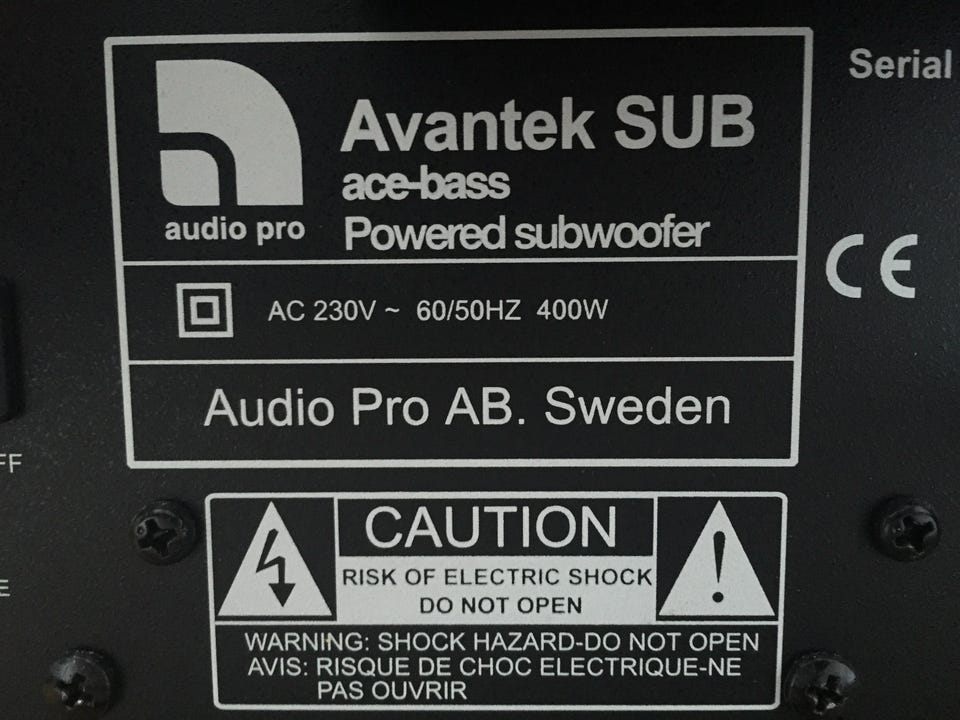 Serial
audio pro
Avantek SUB
ace-bass
Powered subwoofer
CE
AC 230V ~ 60/50HZ 400W
Audio Pro AB. Sweden
FF
E
CAUTION
RISK OF ELECTRIC SHOCK
DO NOT OPEN
WARNING: SHOCK HAZARD-DO NOT OPEN
AVIS: RISQUE DE CHOC ELECTRIQUE-NE
PAS OUVRIR